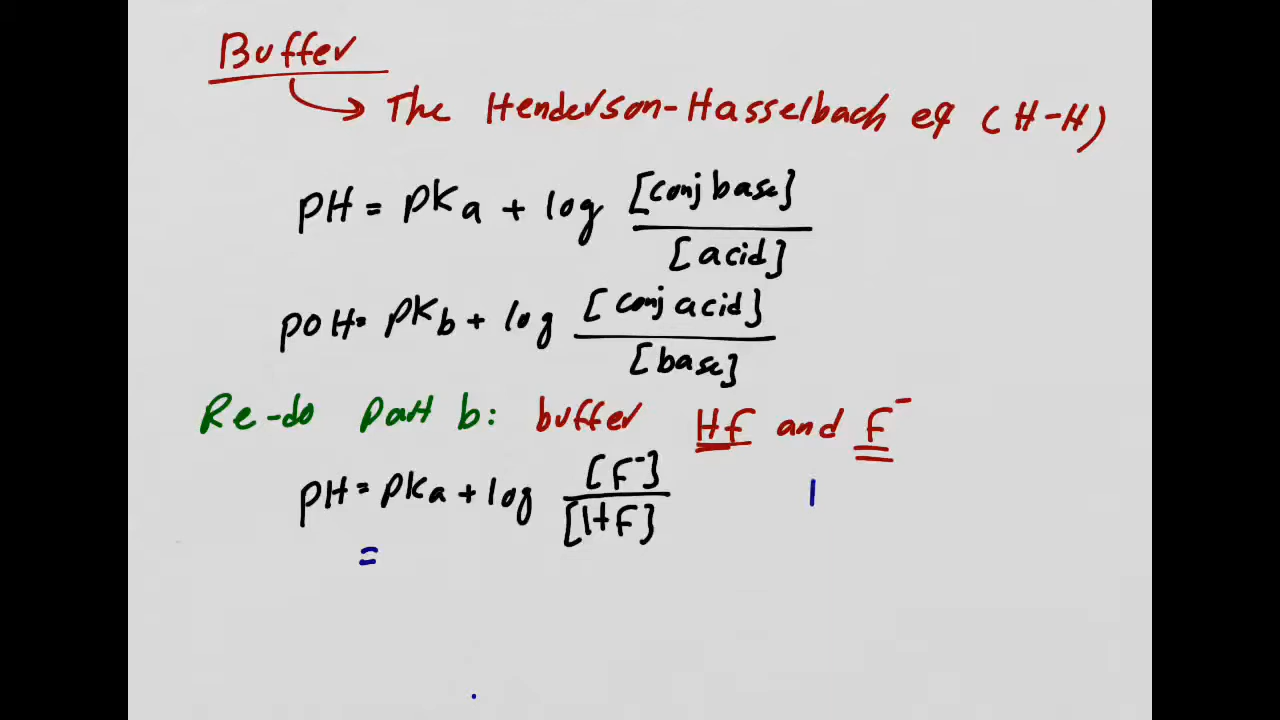 Buffer
The Henderson-Hasselbach eq (H-H)
pH = pKa + log [conj base] / [acid]
pOH = pKb + log [conj acid] / [base]
Re-do part b: buffer HF and F⁻
pH = pKa + log [F⁻] / [HF]
=